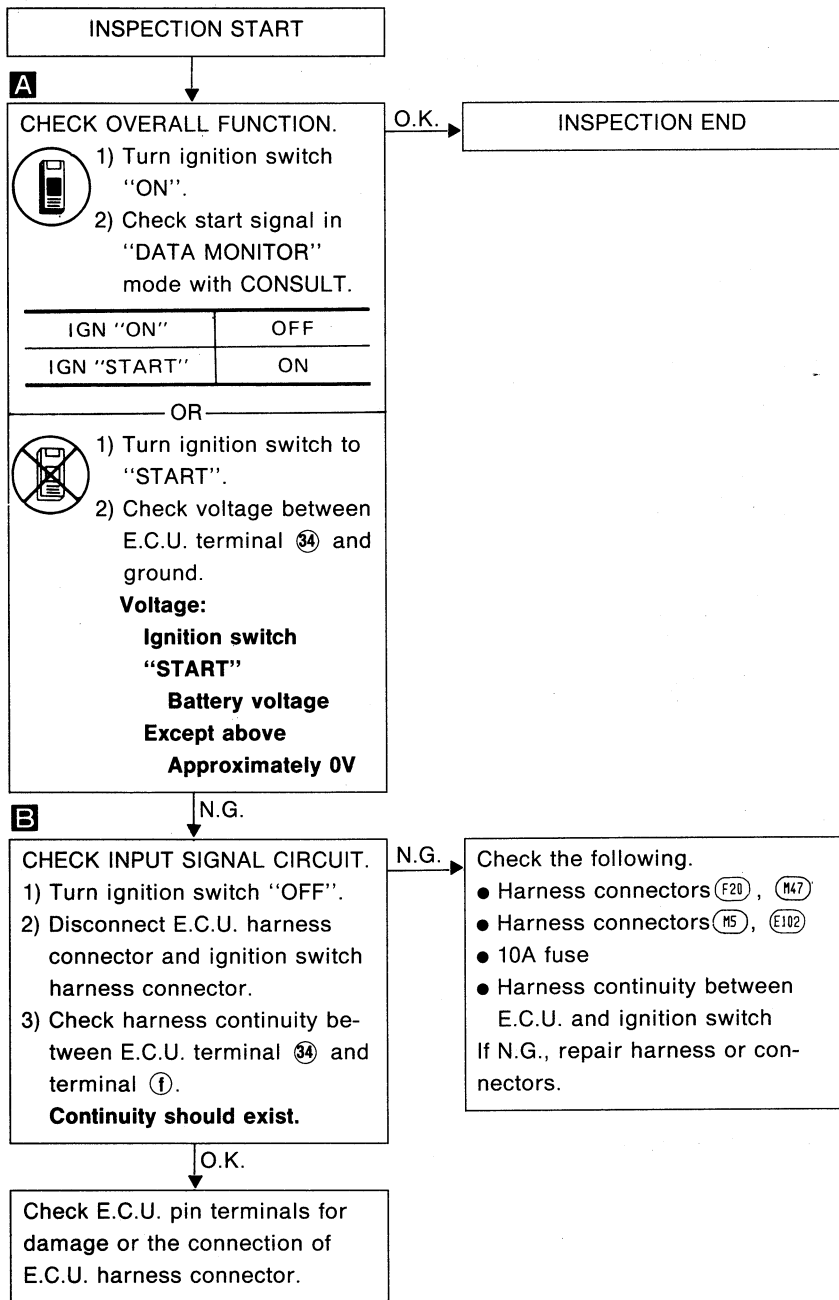 INSPECTION START
A
CHECK OVERALL FUNCTION.
1) Turn ignition switch
"ON".
2) Check start signal in
"DATA MONITOR"
mode with CONSULT.
IGN "ON" OFF
IGN "START" ON
OR
1) Turn ignition switch to
"START".
2) Check voltage between
E.C.U. terminal 34 and
ground.
Voltage:
Ignition switch
"START"
Battery voltage
Except above
Approximately 0V
O.K.
INSPECTION END
N.G.
B
CHECK INPUT SIGNAL CIRCUIT.
1) Turn ignition switch "OFF".
2) Disconnect E.C.U. harness
connector and ignition switch
harness connector.
3) Check harness continuity be-
tween E.C.U. terminal 34 and
terminal f.
Continuity should exist.
N.G.
Check the following.
● Harness connectors F20, M47
● Harness connectors M5, E102
● 10A fuse
● Harness continuity between
E.C.U. and ignition switch
If N.G., repair harness or con-
nectors.
O.K.
Check E.C.U. pin terminals for
damage or the connection of
E.C.U. harness connector.